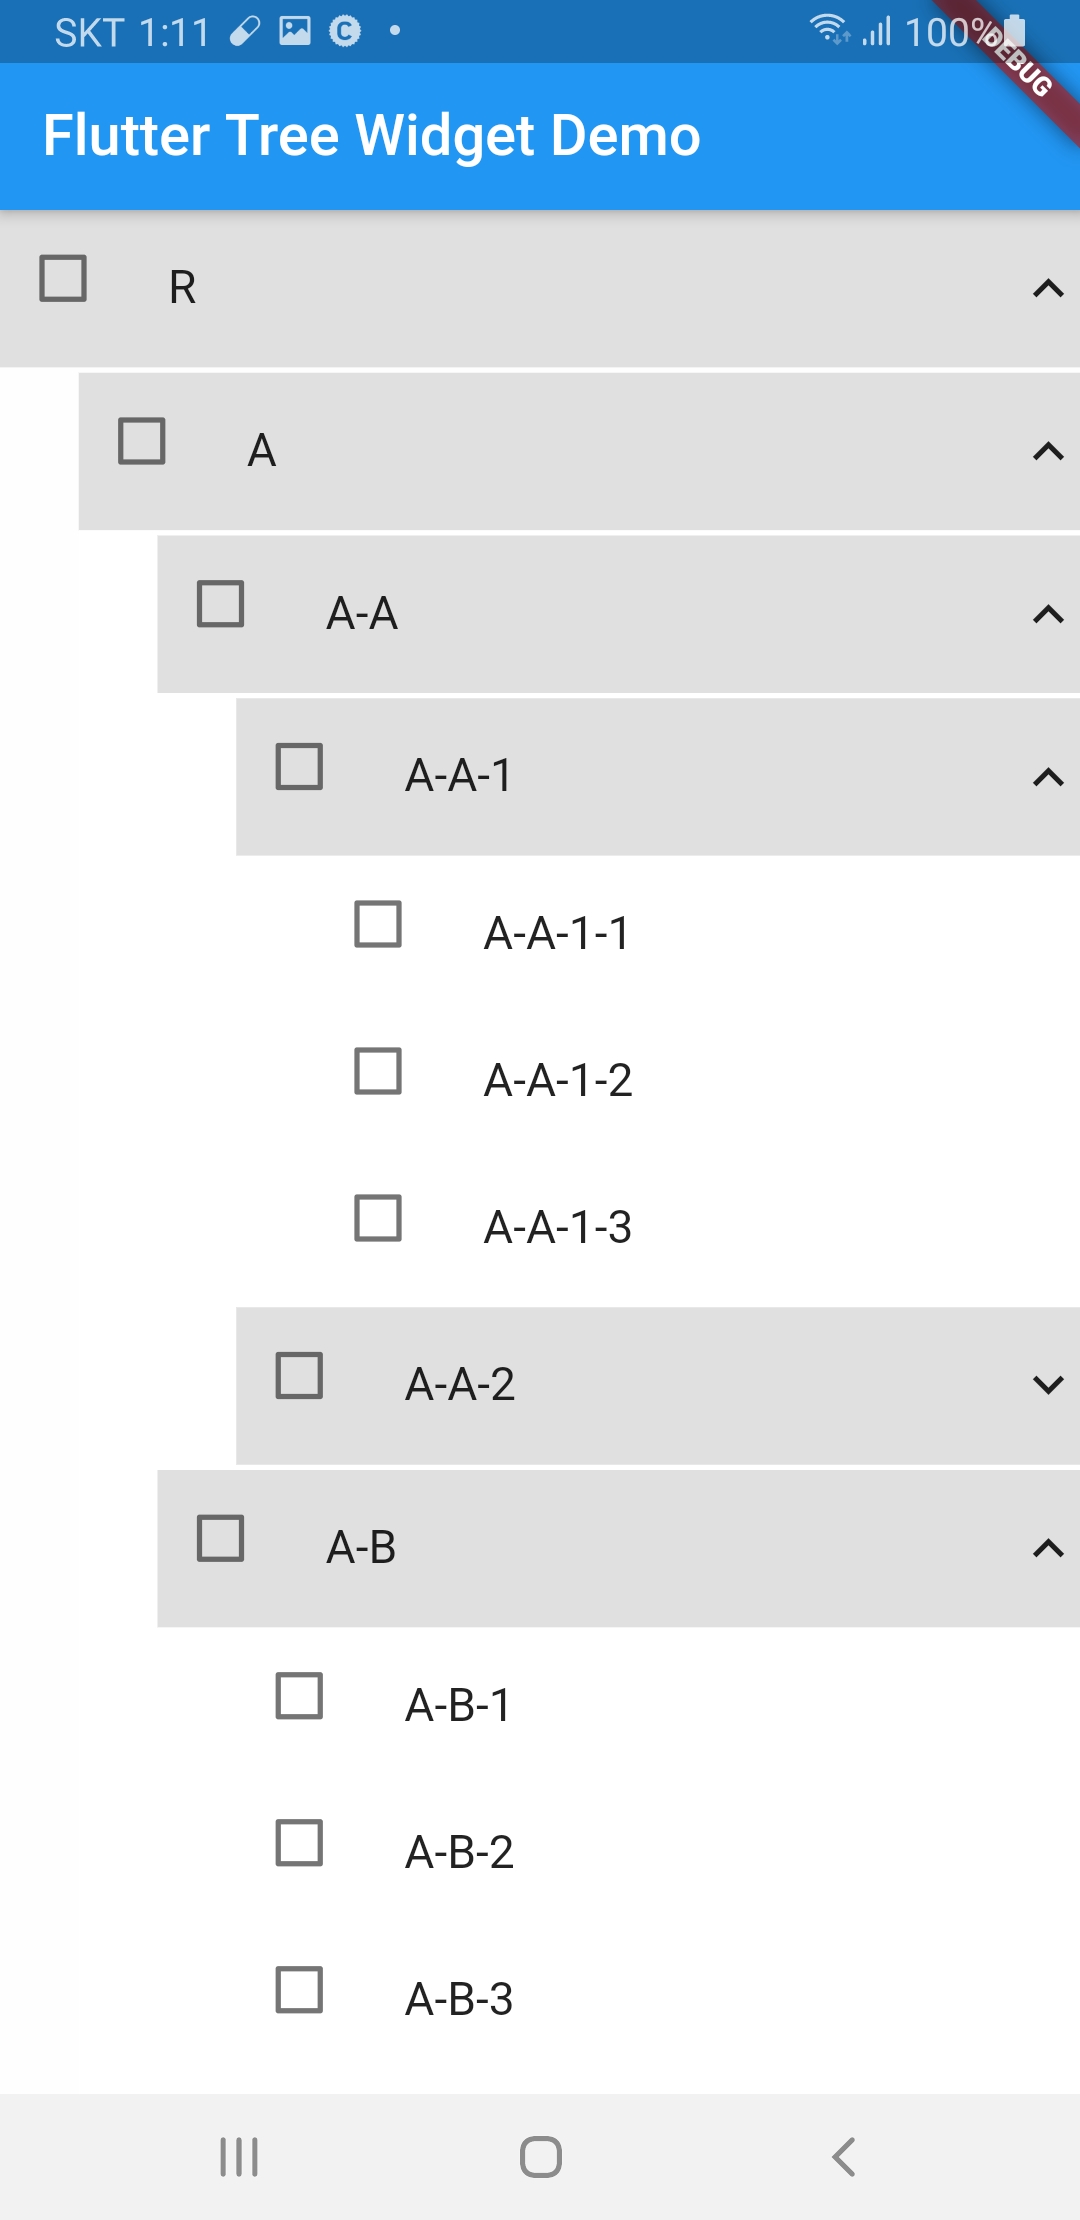 SKT 1:11 C 100%
DEBUG
Flutter Tree Widget Demo
R
A
A-A
A-A-1
A-A-1-1
A-A-1-2
A-A-1-3
A-A-2
A-B
A-B-1
A-B-2
A-B-3